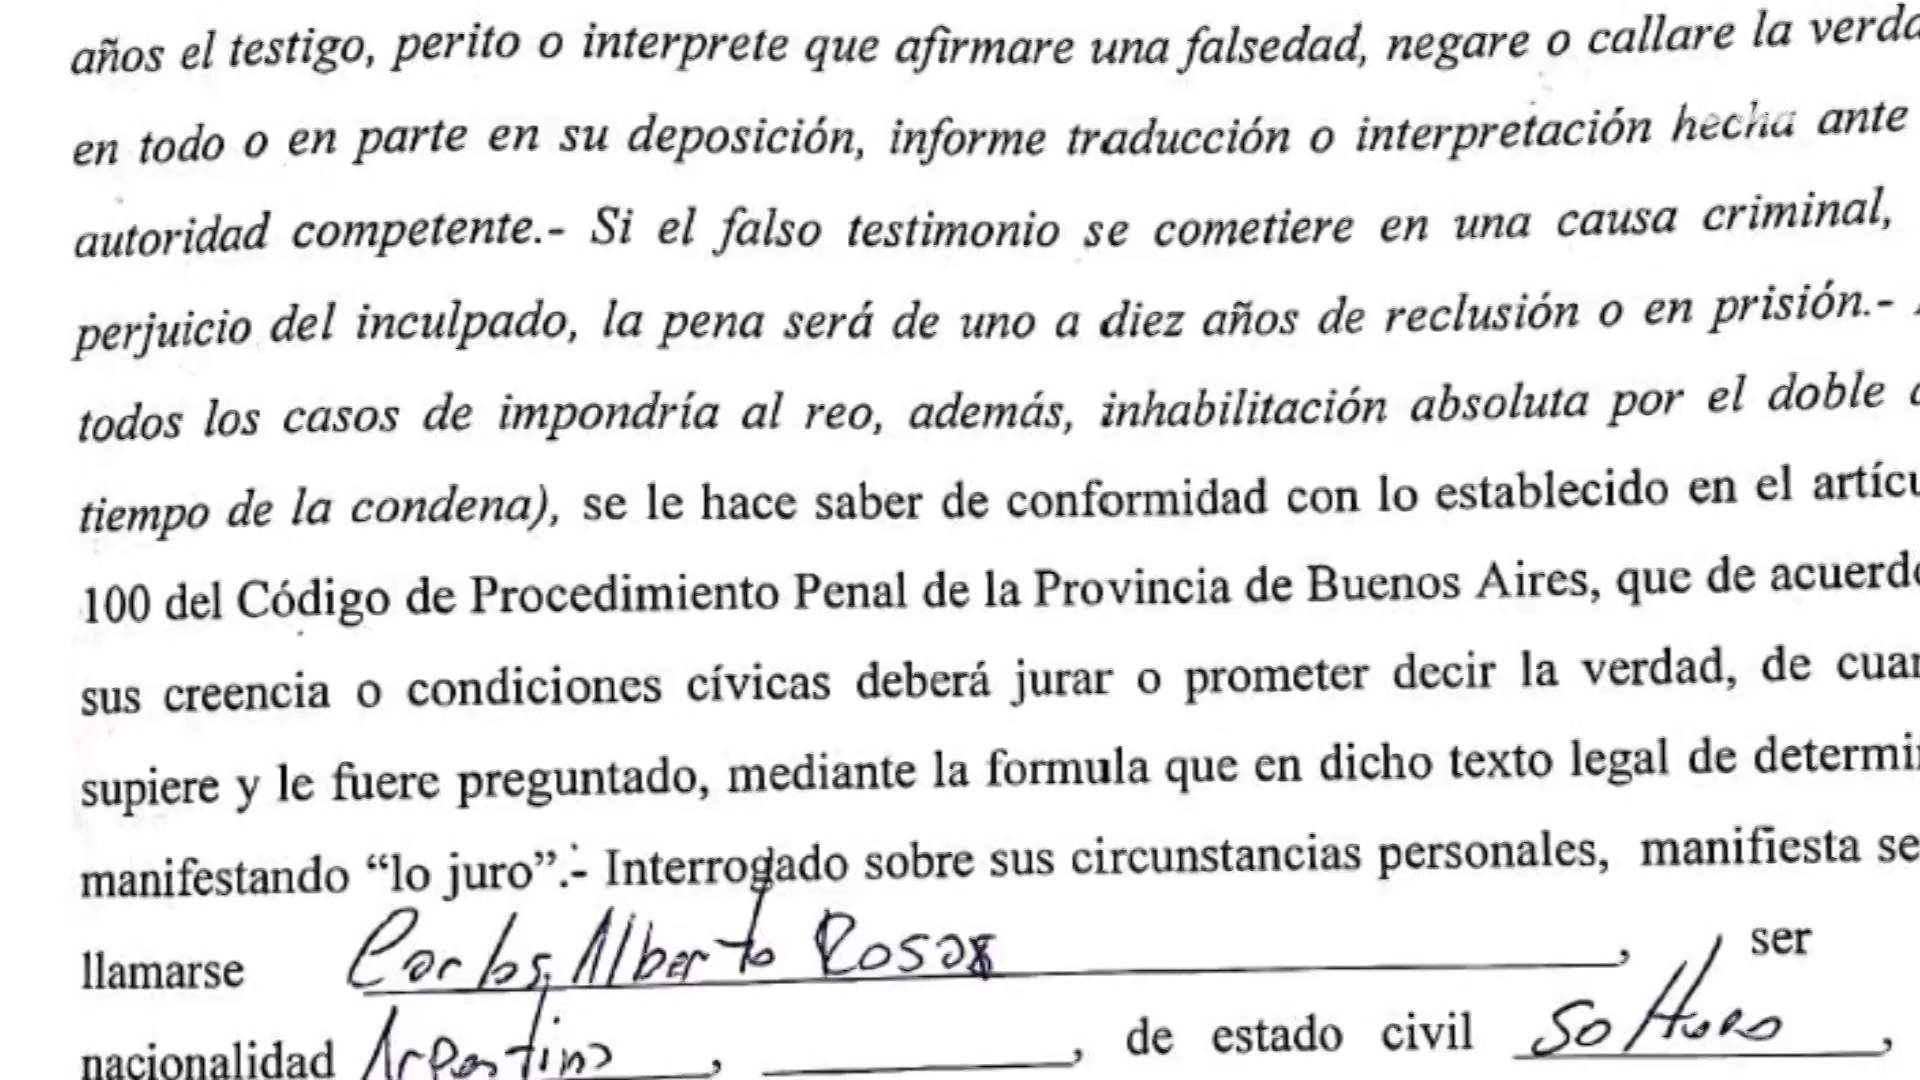 años el testigo, perito o interprete que afirmare una falsedad, negare o callare la verda
en todo o en parte en su deposición, informe traducción o interpretación hecha ante
autoridad competente.- Si el falso testimonio se cometiere en una causa criminal,
perjuicio del inculpado, la pena será de uno a diez años de reclusión o en prisión.-
todos los casos de impondría al reo, además, inhabilitación absoluta por el doble
tiempo de la condena), se le hace saber de conformidad con lo establecido en el artícu
100 del Código de Procedimiento Penal de la Provincia de Buenos Aires, que de acuerdo
sus creencia o condiciones cívicas deberá jurar o prometer decir la verdad, de cuan
supiere y le fuere preguntado, mediante la formula que en dicho texto legal de determin
manifestando “lo juro”.- Interrogado sobre sus circunstancias personales, manifiesta se
llamarse Carlos Alberto Rosas, ser
nacionalidad Argentino, ________, de estado civil Soltero,